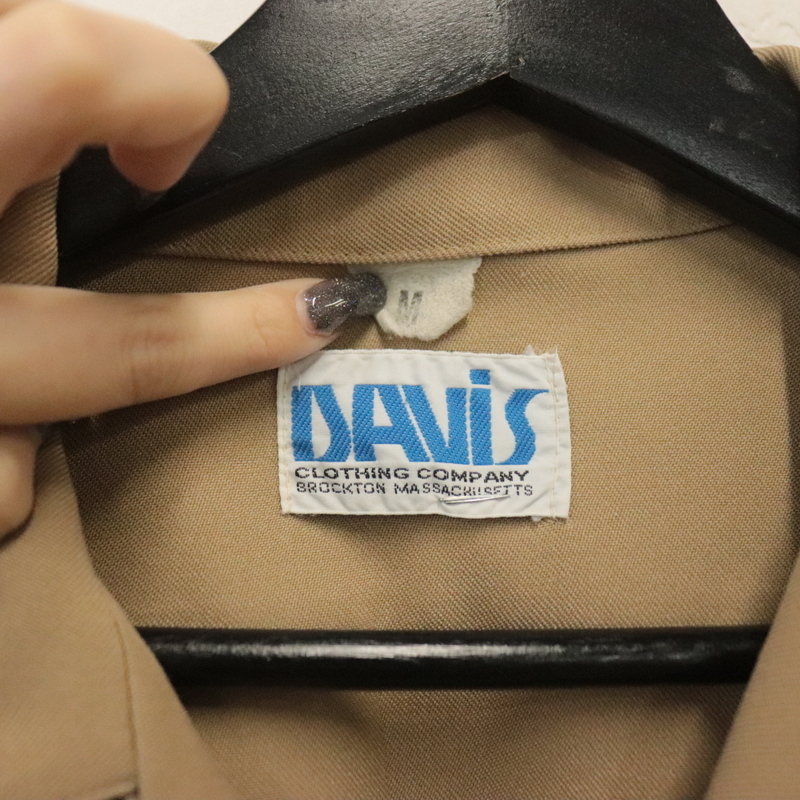 M
DAViS
CLOTHING COMPANY
BROCKTON MASSACHUSETTS